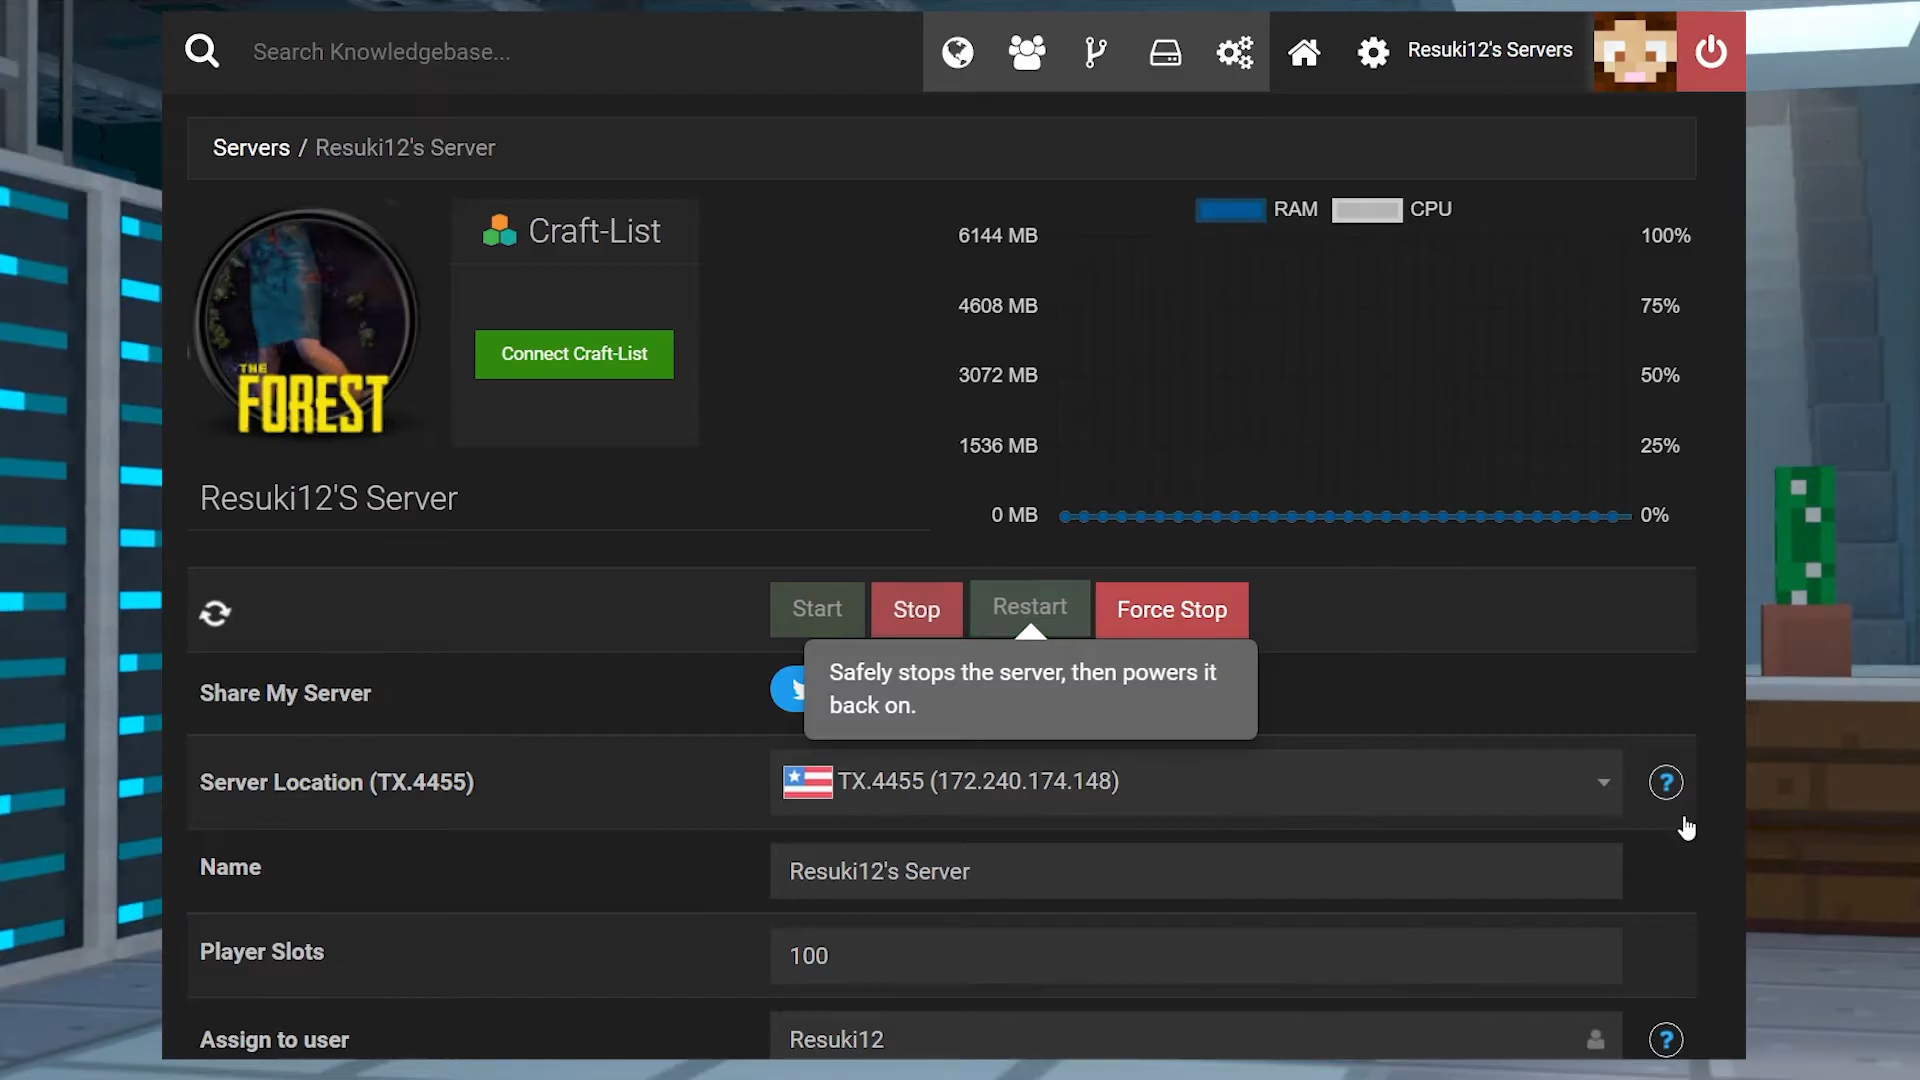 Search Knowledgebase...
Resuki12's Servers
Servers / Resuki12's Server
THE
FOREST
Craft-List
Connect Craft-List
RAM
CPU
6144 MB
100%
4608 MB
75%
3072 MB
50%
1536 MB
25%
0 MB
0%
Resuki12'S Server
Start
Stop
Restart
Force Stop
Safely stops the server, then powers it
back on.
Share My Server
Server Location (TX.4455)
TX.4455 (172.240.174.148)
?
Name
Resuki12's Server
Player Slots
100
Assign to user
Resuki12
?